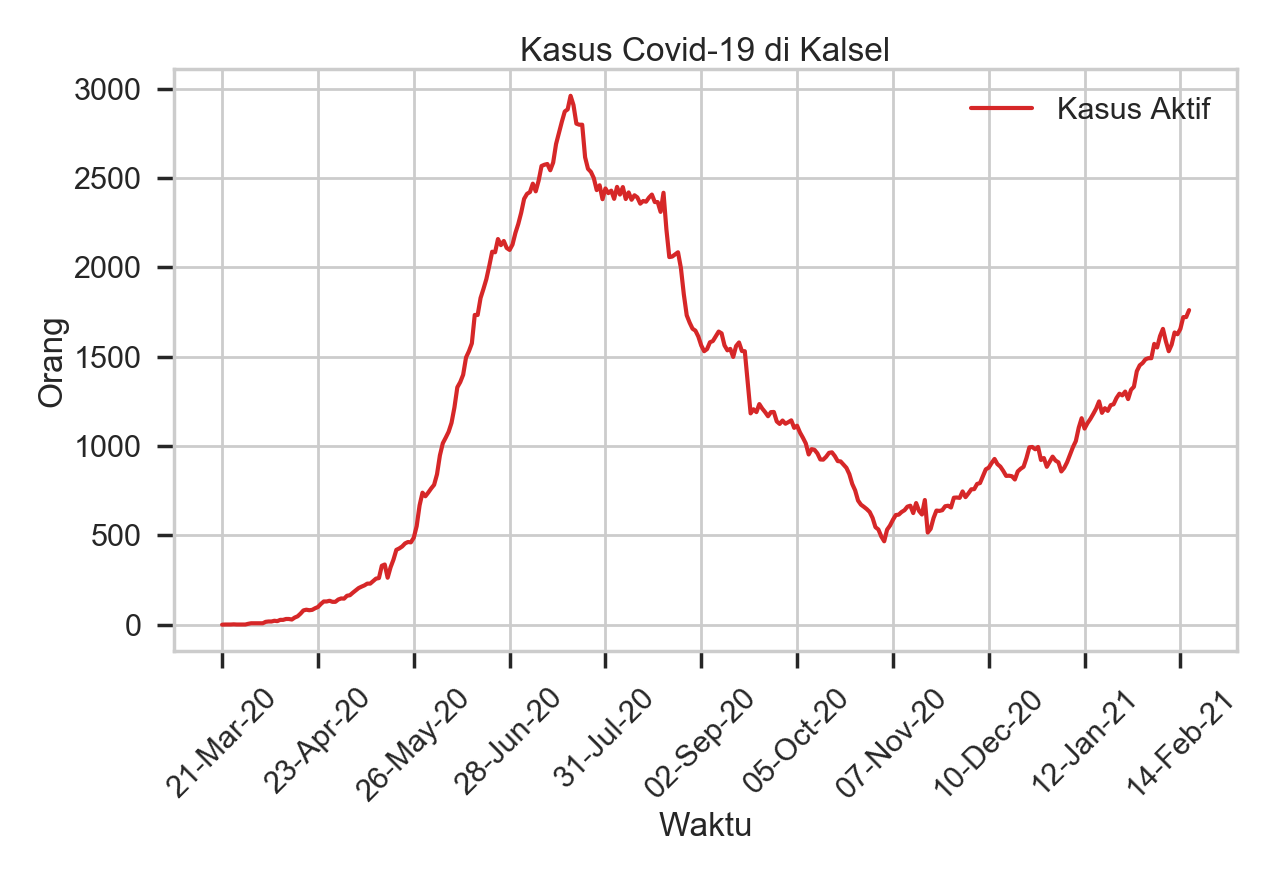 Kasus Covid-19 di Kalsel
Kasus Aktif
3000
2500
2000
1500
1000
500
0
Orang
21-Mar-20
23-Apr-20
26-May-20
28-Jun-20
31-Jul-20
02-Sep-20
05-Oct-20
07-Nov-20
10-Dec-20
12-Jan-21
14-Feb-21
Waktu